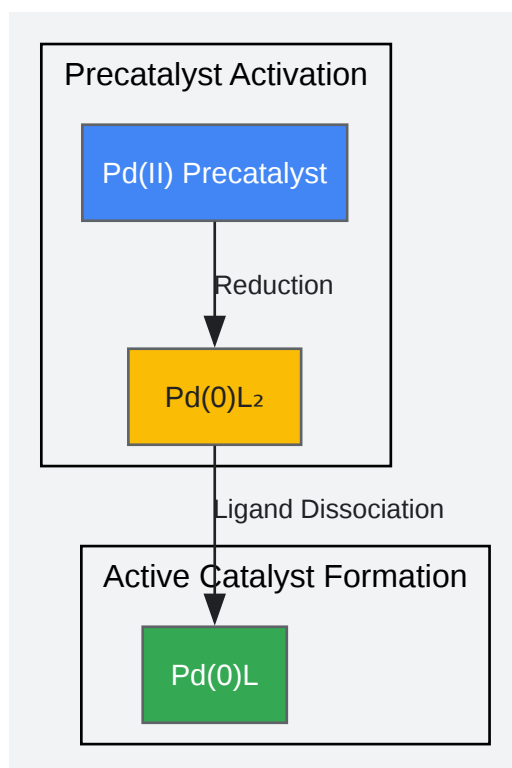 Precatalyst Activation
Pd(II) Precatalyst
Reduction
Pd(0)L₂
Ligand Dissociation
Active Catalyst Formation
Pd(0)L